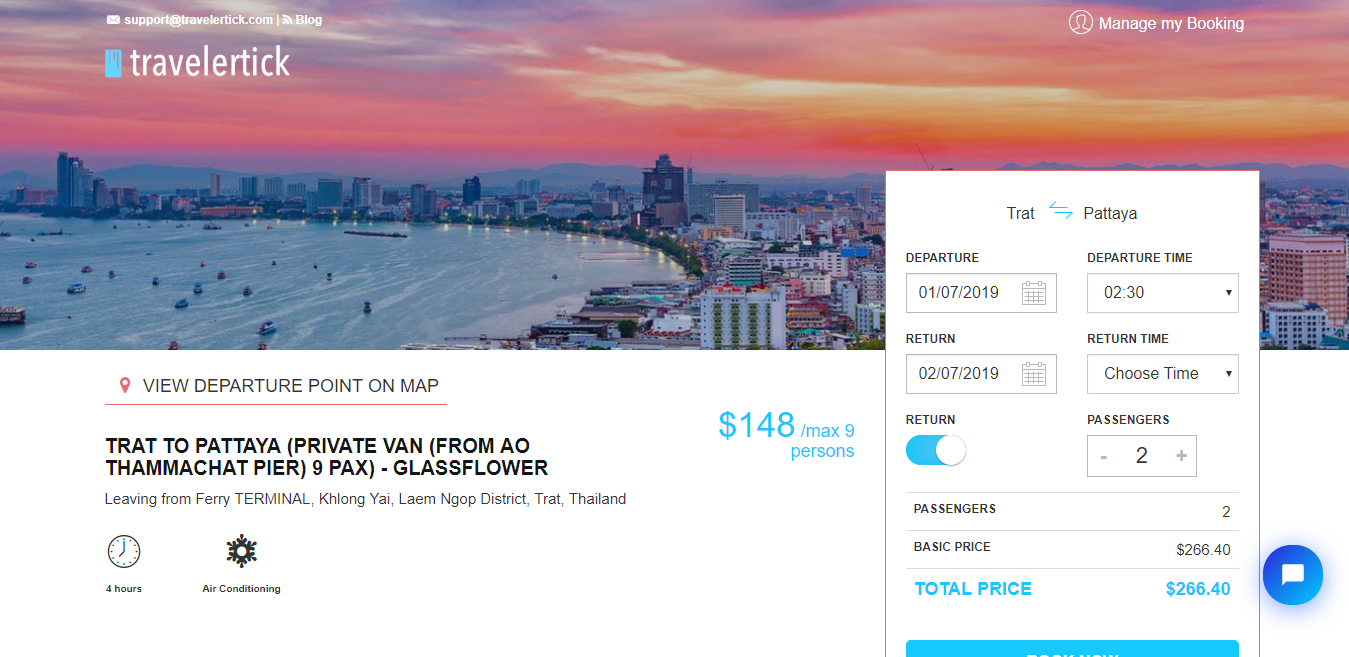 support@travelertick.com | Blog
Manage my Booking
travelertick
Trat Pattaya
DEPARTURE DEPARTURE TIME
01/07/2019 02:30
RETURN RETURN TIME
02/07/2019 Choose Time
RETURN PASSENGERS
- 2 +
PASSENGERS 2
BASIC PRICE $266.40
TOTAL PRICE $266.40
BOOK NOW
VIEW DEPARTURE POINT ON MAP
$148 /max 9
persons
TRAT TO PATTAYA (PRIVATE VAN (FROM AO
THAMMACHAT PIER) 9 PAX) - GLASSFLOWER
Leaving from Ferry TERMINAL, Khlong Yai, Laem Ngop District, Trat, Thailand
4 hours Air Conditioning